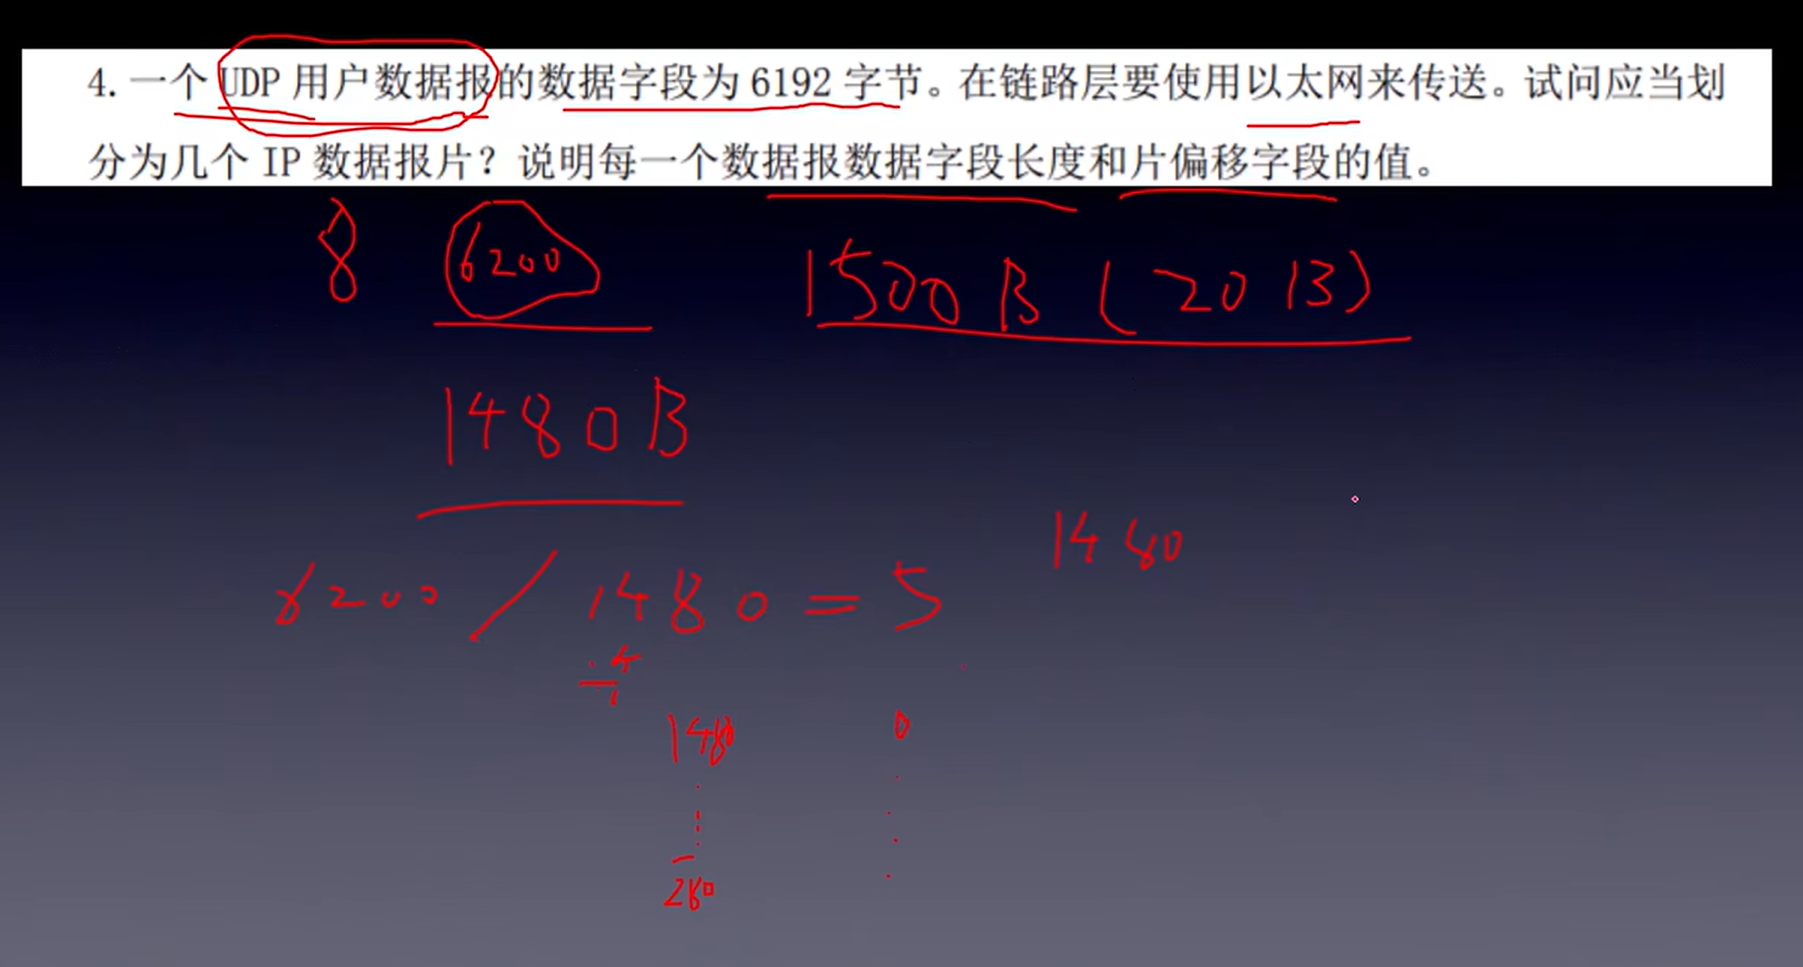 4. 一个 UDP 用户数据报的数据字段为 6192 字节。在链路层要使用以太网来传送。试问应当划
分为几个 IP 数据报片？说明每一个数据报数据字段长度和片偏移字段的值。
8 6200 1500 B (20 B)
1480 B
1480
6200 / 1480 = 5
1480 0
280